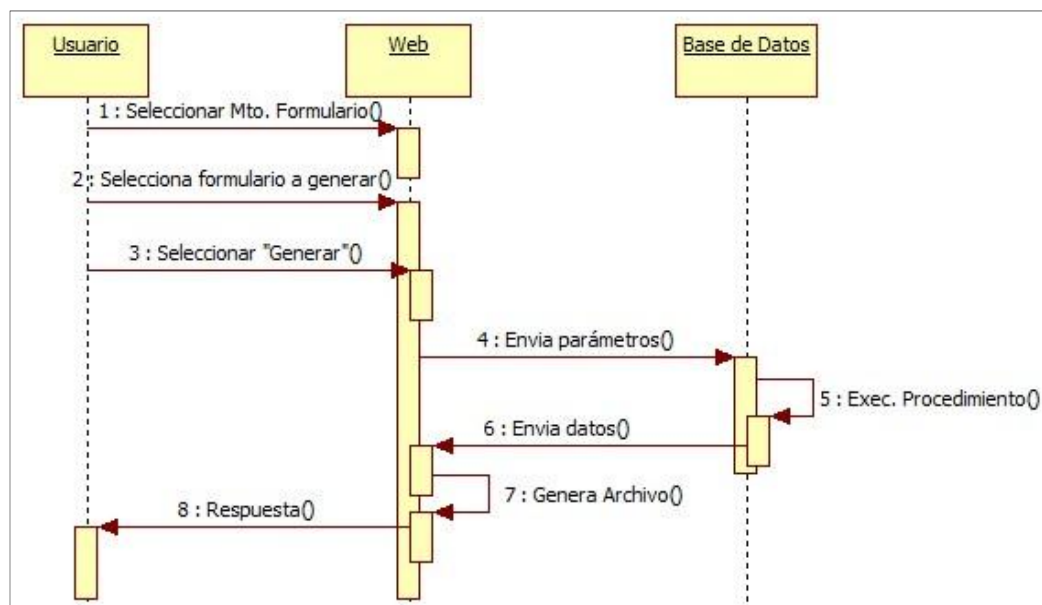 Usuario
Web
Base de Datos
1 : Seleccionar Mto. Formulario()
2 : Selecciona formulario a generar()
3 : Seleccionar "Generar"()
4 : Envia parámetros()
5 : Exec. Procedimiento()
6 : Envia datos()
7 : Genera Archivo()
8 : Respuesta()